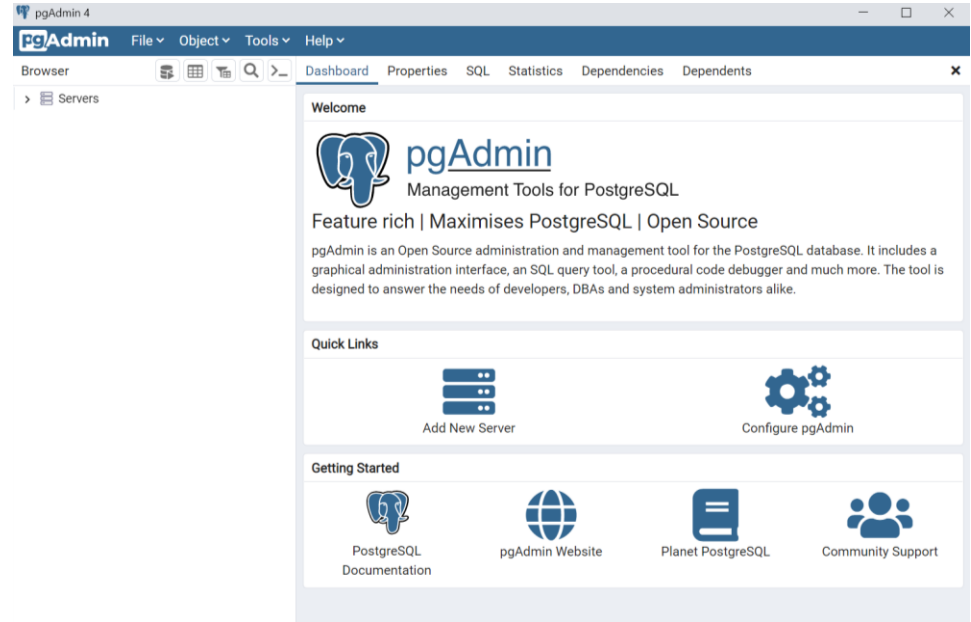 pgAdmin 4
pgAdmin File Object Tools Help
Browser
Dashboard Properties SQL Statistics Dependencies Dependents
Servers
Welcome
pgAdmin
Management Tools for PostgreSQL
Feature rich | Maximises PostgreSQL | Open Source
pgAdmin is an Open Source administration and management tool for the PostgreSQL database. It includes a
graphical administration interface, an SQL query tool, a procedural code debugger and much more. The tool is
designed to answer the needs of developers, DBAs and system administrators alike.
Quick Links
Add New Server
Configure pgAdmin
Getting Started
PostgreSQL
Documentation
pgAdmin Website
Planet PostgreSQL
Community Support